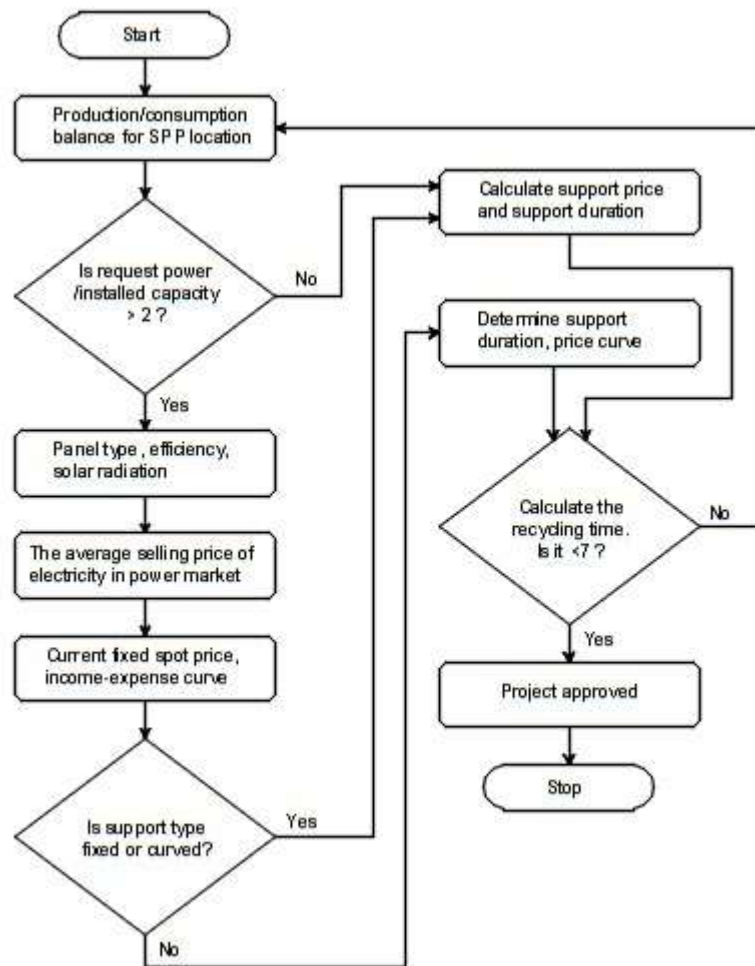 Start
Production/consumption
balance for SPP location
Is request power
/installed capacity
> 2 ?
No
Yes
Panel type, efficiency,
solar radiation
The average selling price of
electricity in power market
Current fixed spot price,
income-expense curve
Is support type
fixed or curved?
Yes
No
Calculate support price
and support duration
Determine support
duration, price curve
Calculate the
recycling time.
Is it <7 ?
No
Yes
Project approved
Stop